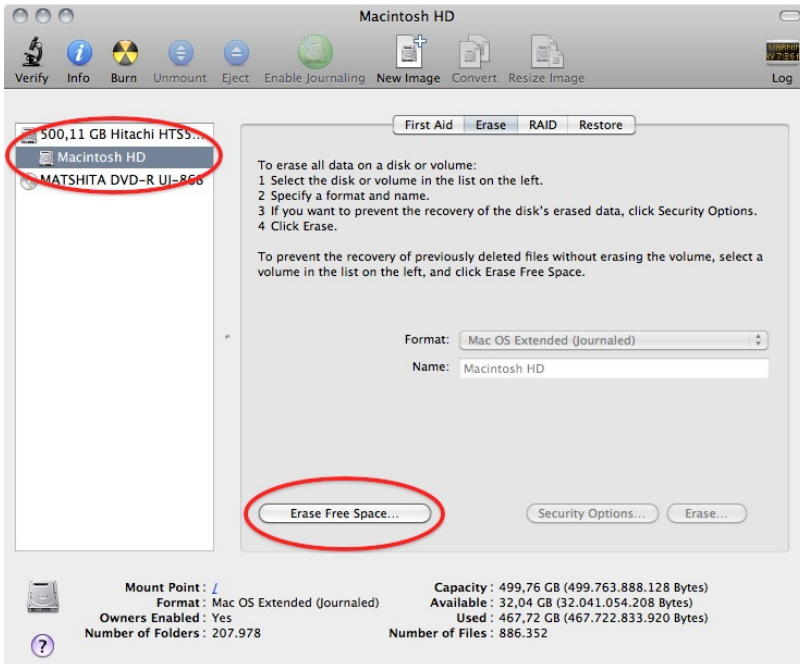 Macintosh HD
Verify Info Burn Unmount Eject Enable Journaling New Image Convert Resize Image Log
First Aid Erase RAID Restore
500,11 GB Hitachi HTS5...
Macintosh HD
MATSHITA DVD-R UJ-868
To erase all data on a disk or volume:
1 Select the disk or volume in the list on the left.
2 Specify a format and name.
3 If you want to prevent the recovery of the disk's erased data, click Security Options.
4 Click Erase.
To prevent the recovery of previously deleted files without erasing the volume, select a
volume in the list on the left, and click Erase Free Space.
Format: Mac OS Extended (Journaled)
Name: Macintosh HD
Erase Free Space... Security Options... Erase...
Mount Point : /
Format : Mac OS Extended (Journaled)
Owners Enabled : Yes
Number of Folders : 207.978
Capacity : 499,76 GB (499.763.888.128 Bytes)
Available : 32,04 GB (32.041.054.208 Bytes)
Used : 467,72 GB (467.722.833.920 Bytes)
Number of Files : 886.352
?